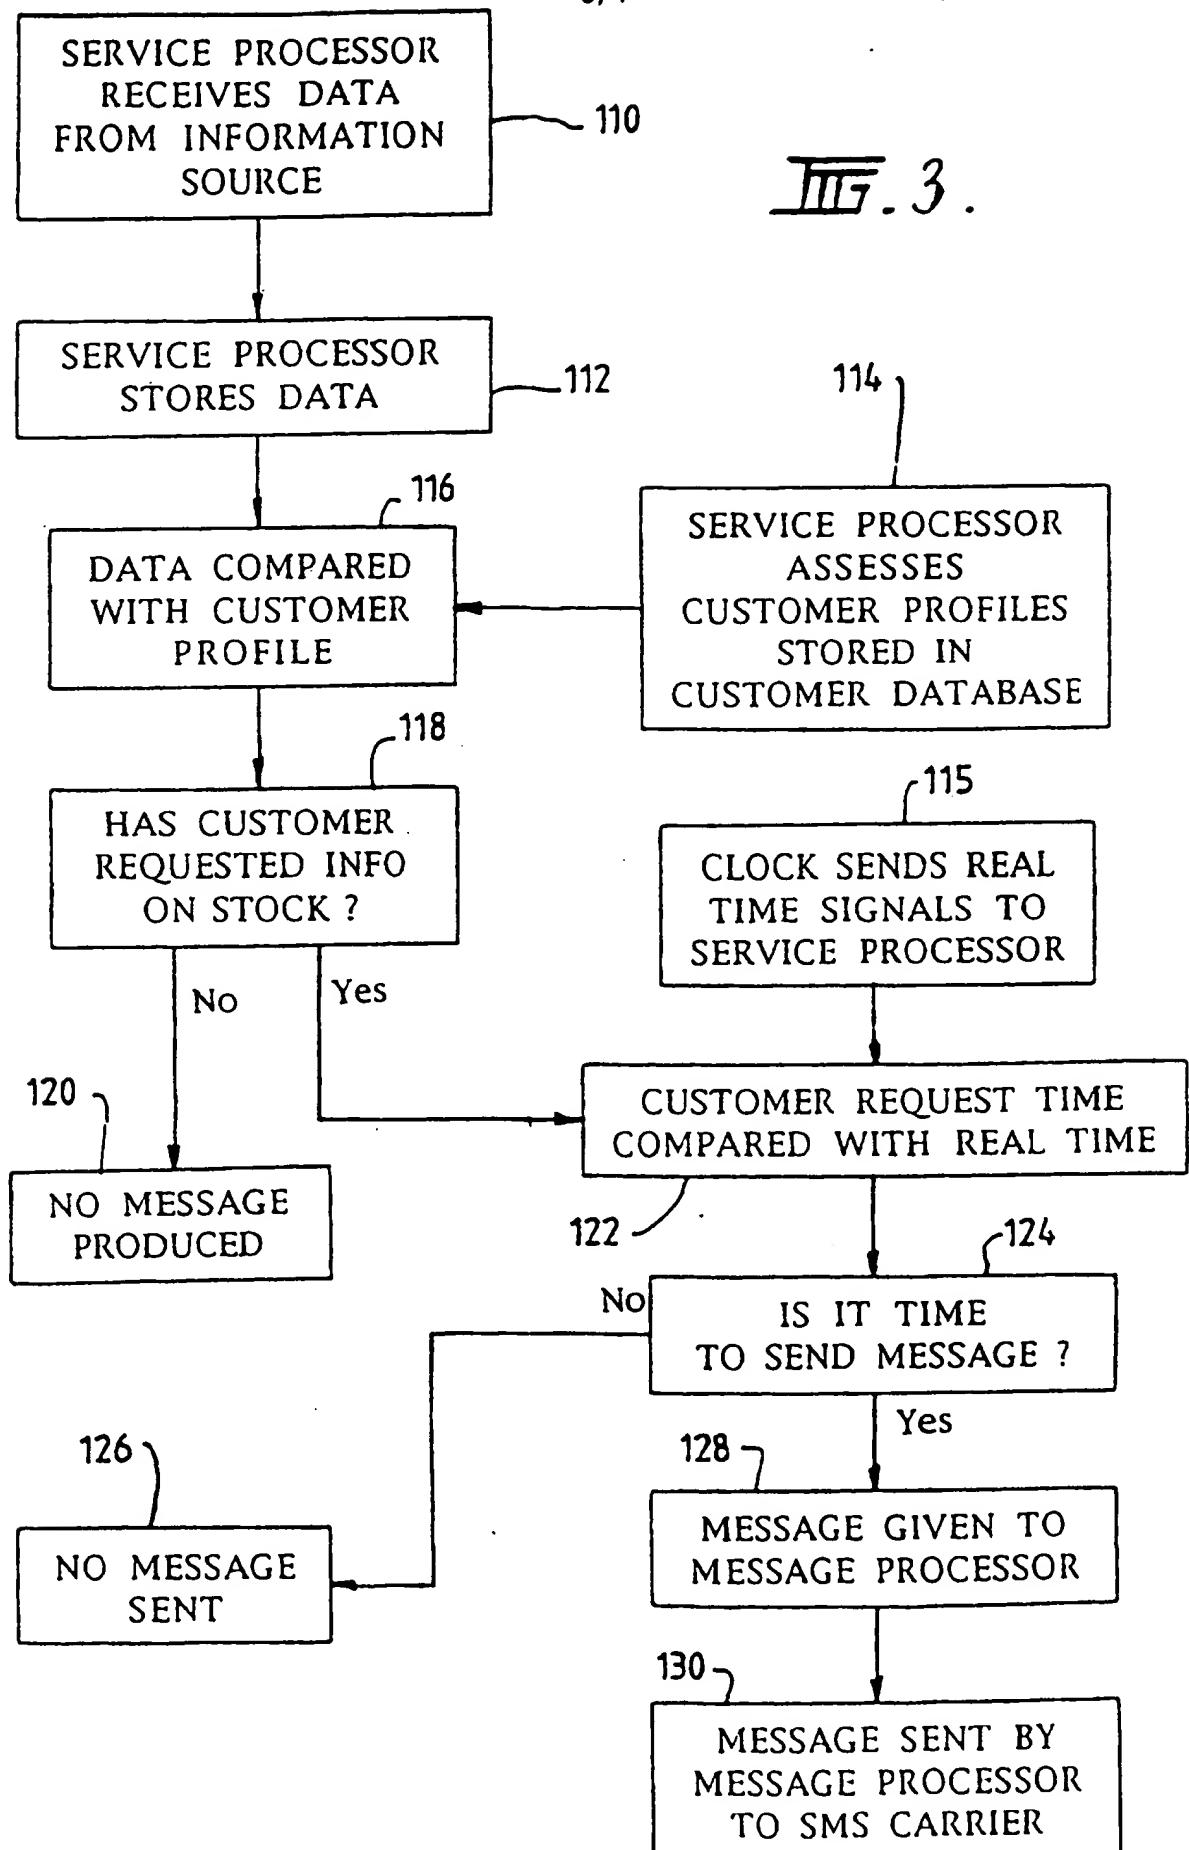 SERVICE PROCESSOR
RECEIVES DATA
FROM INFORMATION
SOURCE
110
FIG. 3.
SERVICE PROCESSOR
STORES DATA
112
114
116
DATA COMPARED
WITH CUSTOMER
PROFILE
SERVICE PROCESSOR
ASSESSES
CUSTOMER PROFILES
STORED IN
CUSTOMER DATABASE
118
HAS CUSTOMER
REQUESTED INFO
ON STOCK ?
115
CLOCK SENDS REAL
TIME SIGNALS TO
SERVICE PROCESSOR
No
Yes
120
NO MESSAGE
PRODUCED
CUSTOMER REQUEST TIME
COMPARED WITH REAL TIME
122
124
IS IT TIME
TO SEND MESSAGE ?
No
Yes
126
NO MESSAGE
SENT
128
MESSAGE GIVEN TO
MESSAGE PROCESSOR
130
MESSAGE SENT BY
MESSAGE PROCESSOR
TO SMS CARRIER